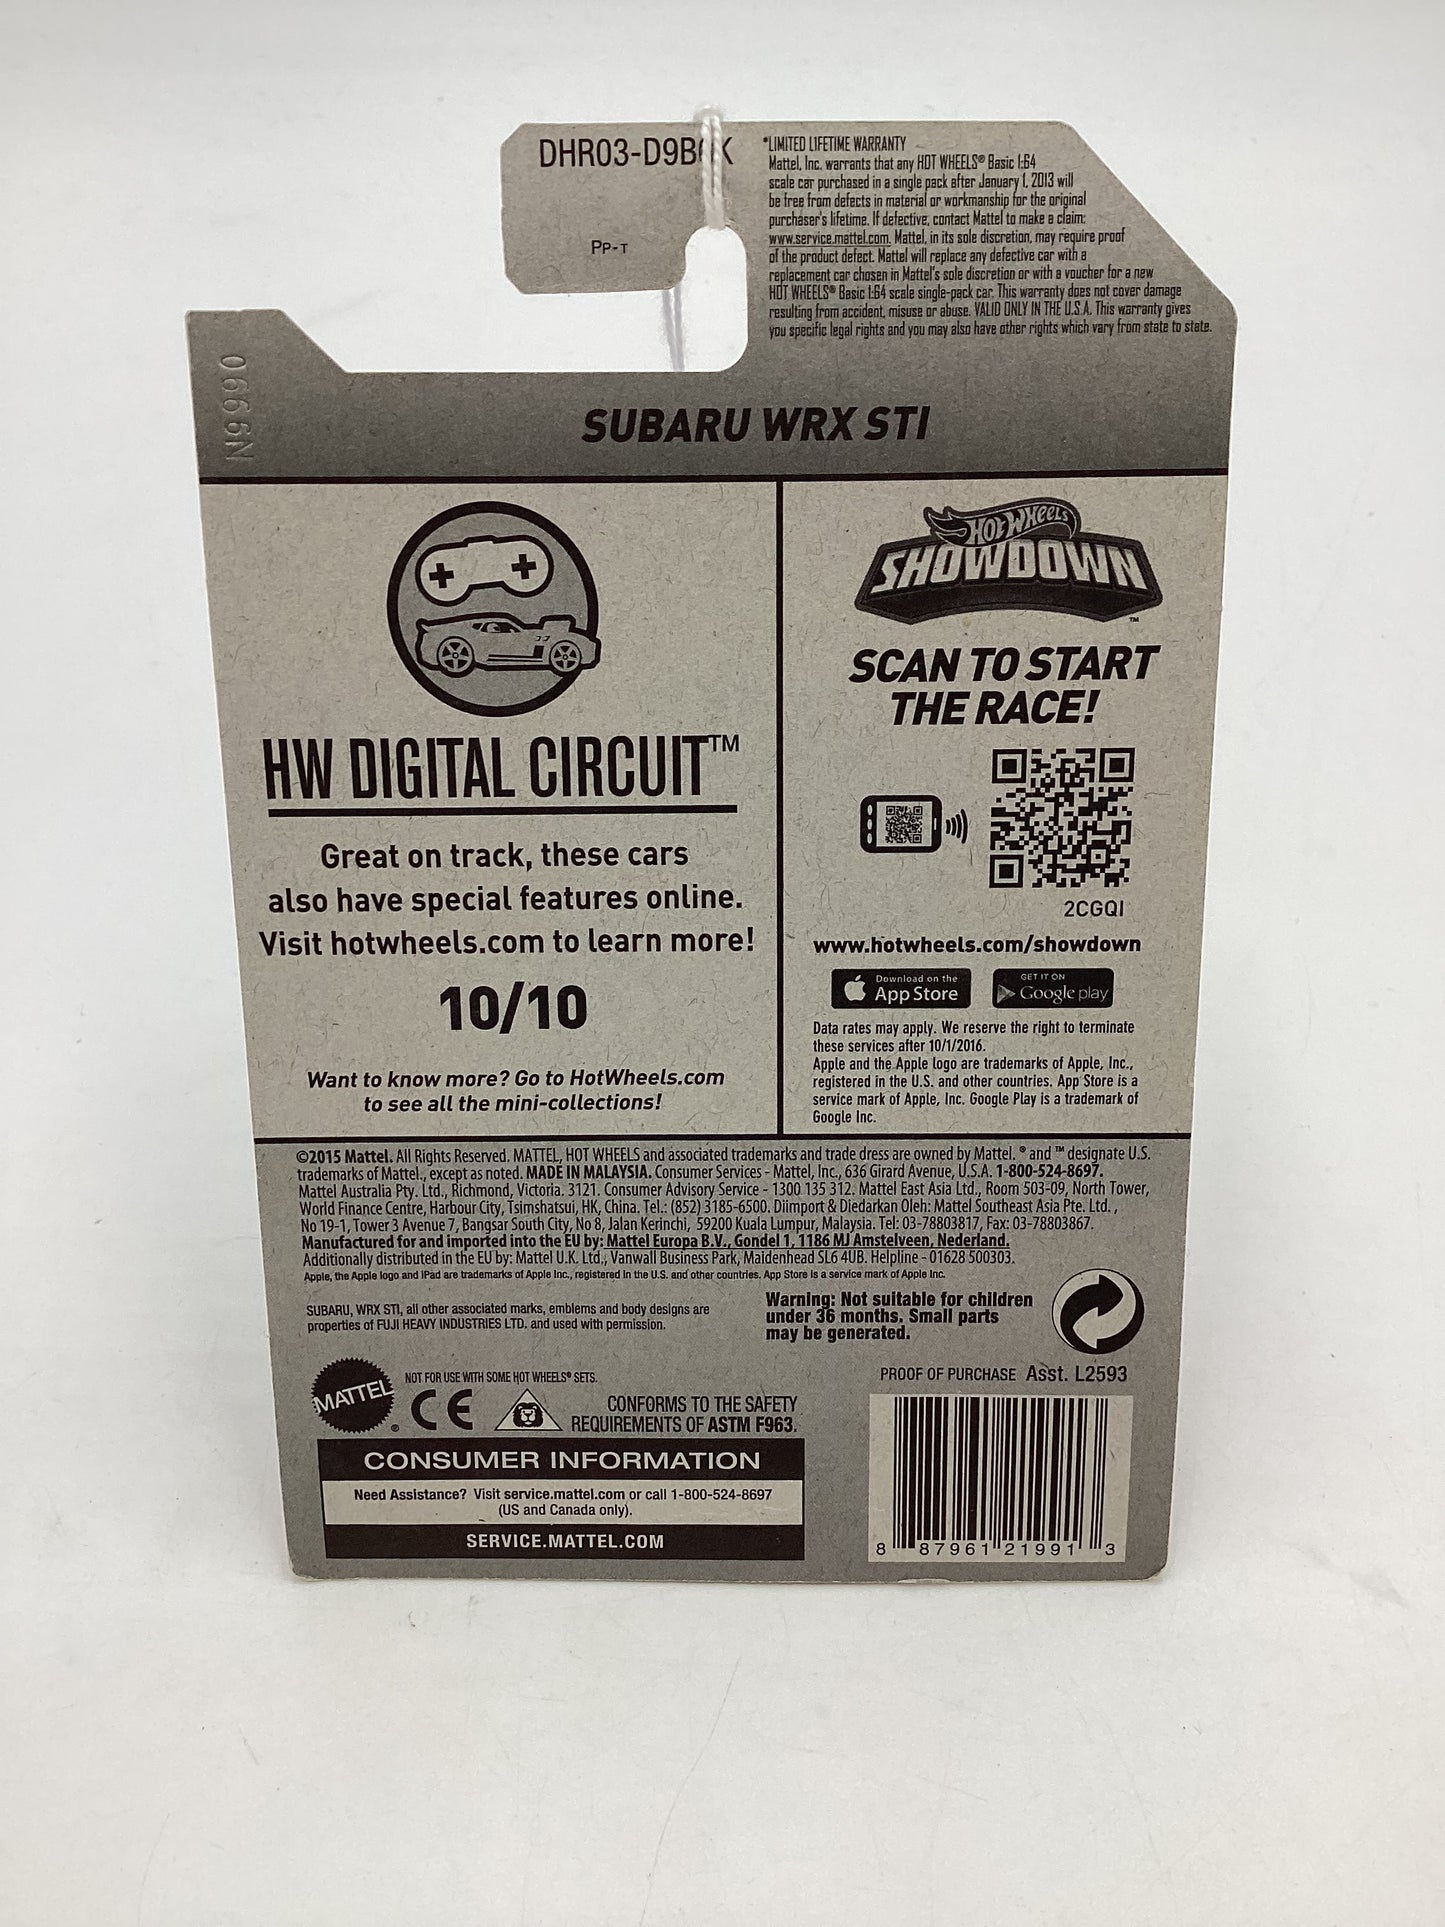 DHR03-D9B K
PP-T
*LIMITED LIFETIME WARRANTY
Mattel, Inc. warrants that any HOT WHEELS® Basic 1:64
scale car purchased in a single pack after January 1, 2013 will
be free from defects in material or workmanship for the original
purchaser's lifetime. If defective, contact Mattel to make a claim:
www.service.mattel.com. Mattel, in its sole discretion, may require proof
of the product defect. Mattel will replace any defective car with a
replacement car chosen in Mattel's sole discretion or with a voucher for a new
HOT WHEELS® Basic 1:64 scale single-pack car. This warranty does not cover damage
resulting from accident, misuse or abuse. VALID ONLY IN THE U.S.A. This warranty gives
you specific legal rights and you may also have other rights which vary from state to state.
N9990
SUBARU WRX STI
HW DIGITAL CIRCUIT™
Great on track, these cars
also have special features online.
Visit hotwheels.com to learn more!
10/10
Want to know more? Go to HotWheels.com
to see all the mini-collections!
HOT WHEELS
SHOWDOWN
™
SCAN TO START
THE RACE!
2CGQI
www.hotwheels.com/showdown
Download on the
App Store
GET IT ON
Google play
Data rates may apply. We reserve the right to terminate
these services after 10/1/2016.
Apple and the Apple logo are trademarks of Apple, Inc.,
registered in the U.S. and other countries. App Store is a
service mark of Apple, Inc. Google Play is a trademark of
Google Inc.
©2015 Mattel. All Rights Reserved. MATTEL, HOT WHEELS and associated trademarks and trade dress are owned by Mattel. ® and ™ designate U.S.
trademarks of Mattel., except as noted. MADE IN MALAYSIA. Consumer Services - Mattel, Inc., 636 Girard Avenue, U.S.A. 1-800-524-8697.
Mattel Australia Pty. Ltd., Richmond, Victoria. 3121. Consumer Advisory Service - 1300 135 312. Mattel East Asia Ltd., Room 503-09, North Tower,
World Finance Centre, Harbour City, Tsimshatsui, HK, China. Tel.: (852) 3185-6500. Diimport & Diedarkan Oleh: Mattel Southeast Asia Pte. Ltd.,
No 19-1, Tower 3 Avenue 7, Bangsar South City, No 8, Jalan Kerinchi, 59200 Kuala Lumpur, Malaysia. Tel: 03-78803817, Fax: 03-78803867.
Manufactured for and imported into the EU by: Mattel Europa B.V., Gondel 1, 1186 MJ Amstelveen, Nederland.
Additionally distributed in the EU by: Mattel U.K. Ltd., Vanwall Business Park, Maidenhead SL6 4UB. Helpline - 01628 500303.
Apple, the Apple logo and iPad are trademarks of Apple Inc., registered in the U.S. and other countries. App Store is a service mark of Apple Inc.
SUBARU, WRX STI, all other associated marks, emblems and body designs are
properties of FUJI HEAVY INDUSTRIES LTD. and used with permission.
Warning: Not suitable for children
under 36 months. Small parts
may be generated.
MATTEL®
NOT FOR USE WITH SOME HOT WHEELS® SETS.
CE
CONFORMS TO THE SAFETY
REQUIREMENTS OF ASTM F963.
PROOF OF PURCHASE Asst. L2593
CONSUMER INFORMATION
Need Assistance? Visit service.mattel.com or call 1-800-524-8697
(US and Canada only).
SERVICE.MATTEL.COM
8 87961 21991 3